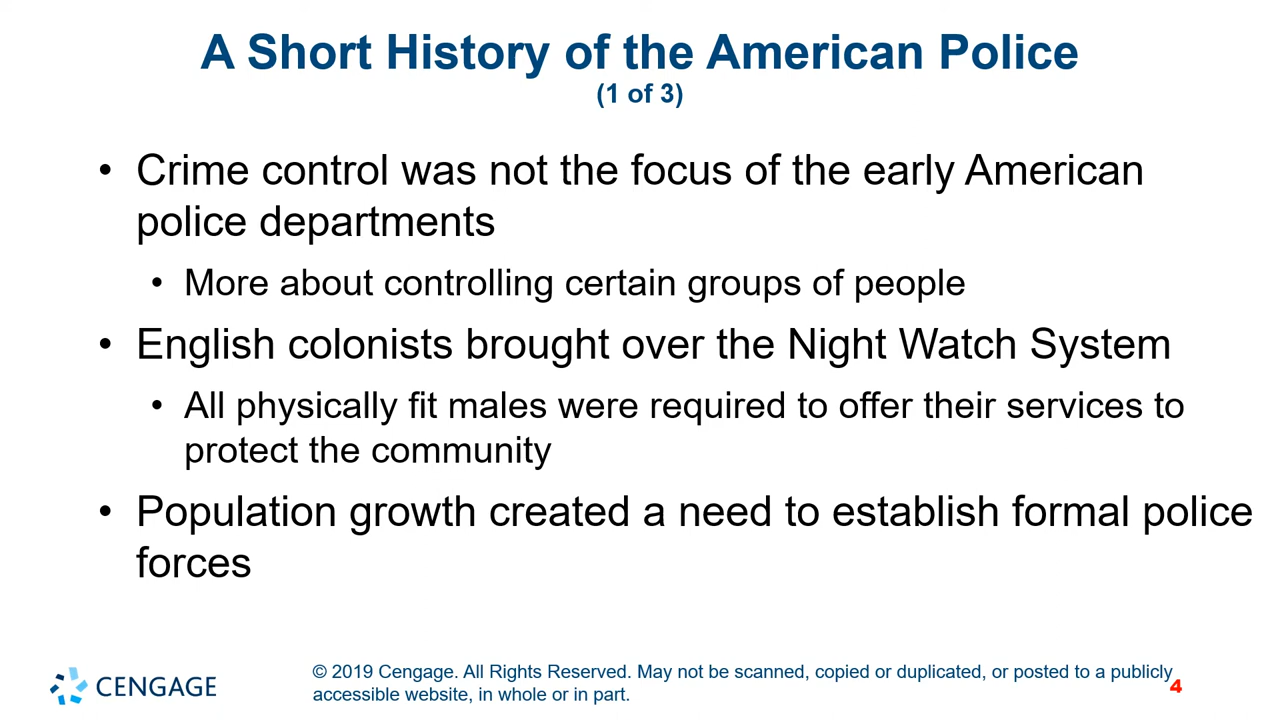 A Short History of the American Police
(1 of 3)
• Crime control was not the focus of the early American
police departments
• More about controlling certain groups of people
• English colonists brought over the Night Watch System
• All physically fit males were required to offer their services to
protect the community
• Population growth created a need to establish formal police
forces
CENGAGE
© 2019 Cengage. All Rights Reserved. May not be scanned, copied or duplicated, or posted to a publicly
accessible website, in whole or in part.
4